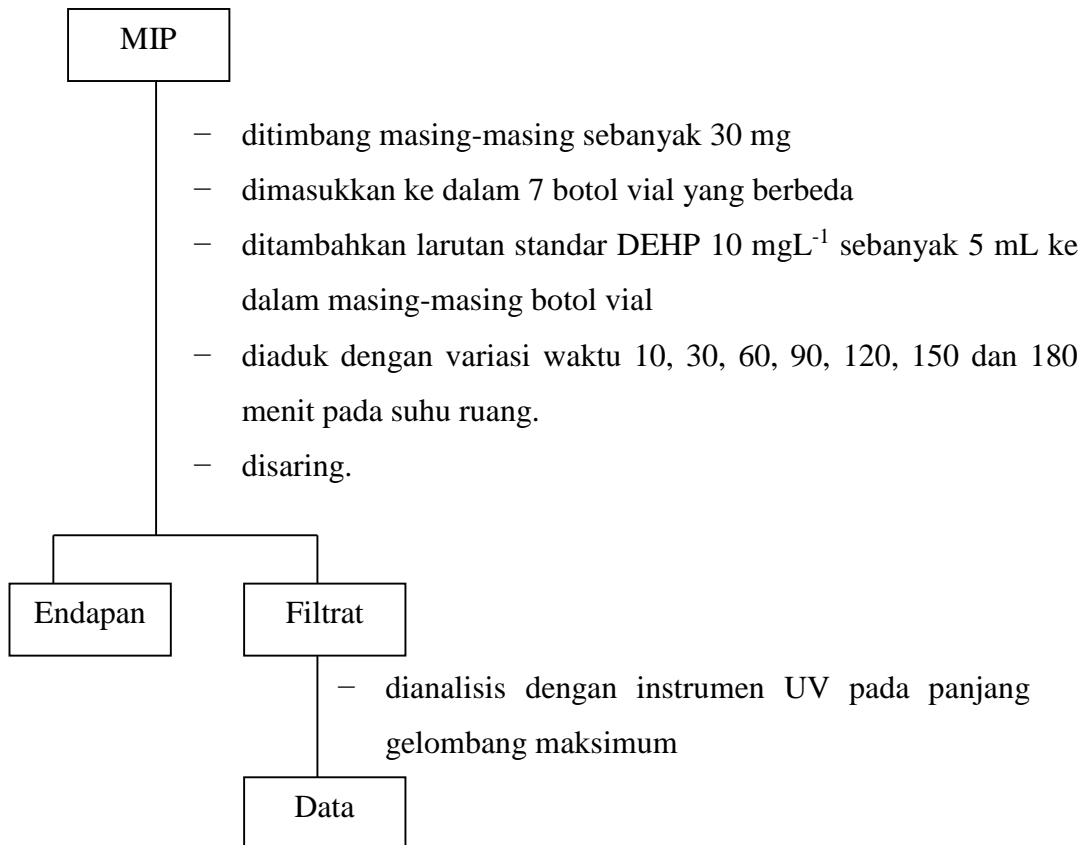 MIP
− ditimbang masing-masing sebanyak 30 mg
− dimasukkan ke dalam 7 botol vial yang berbeda
− ditambahkan larutan standar DEHP 10 mgL⁻¹ sebanyak 5 mL ke
dalam masing-masing botol vial
− diaduk dengan variasi waktu 10, 30, 60, 90, 120, 150 dan 180
menit pada suhu ruang.
− disaring.
Endapan
Filtrat
− dianalisis dengan instrumen UV pada panjang
gelombang maksimum
Data